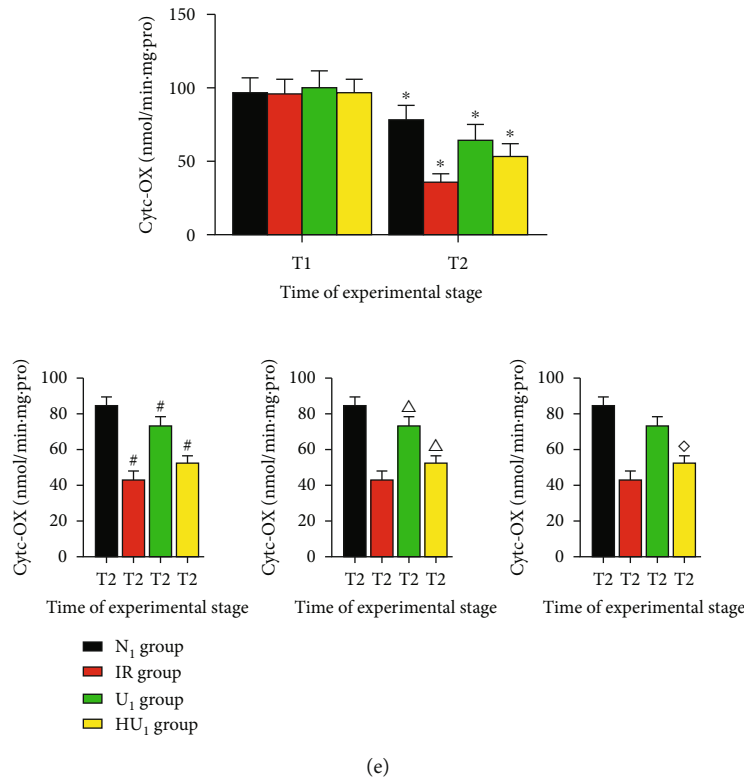 150
100
50
0
Cytc-OX (nmol/min·mg·pro)
* * * * *
T1 T2
Time of experimental stage
100
80
60
40
20
0
Cytc-OX (nmol/min·mg·pro)
# # #
T2 T2 T2 T2
Time of experimental stage
100
80
60
40
20
0
Cytc-OX (nmol/min·mg·pro)
△ △
T2 T2 T2 T2
Time of experimental stage
100
80
60
40
20
0
Cytc-OX (nmol/min·mg·pro)
◇
T2 T2 T2 T2
Time of experimental stage
N₁ group
IR group
U₁ group
HU₁ group
(e)